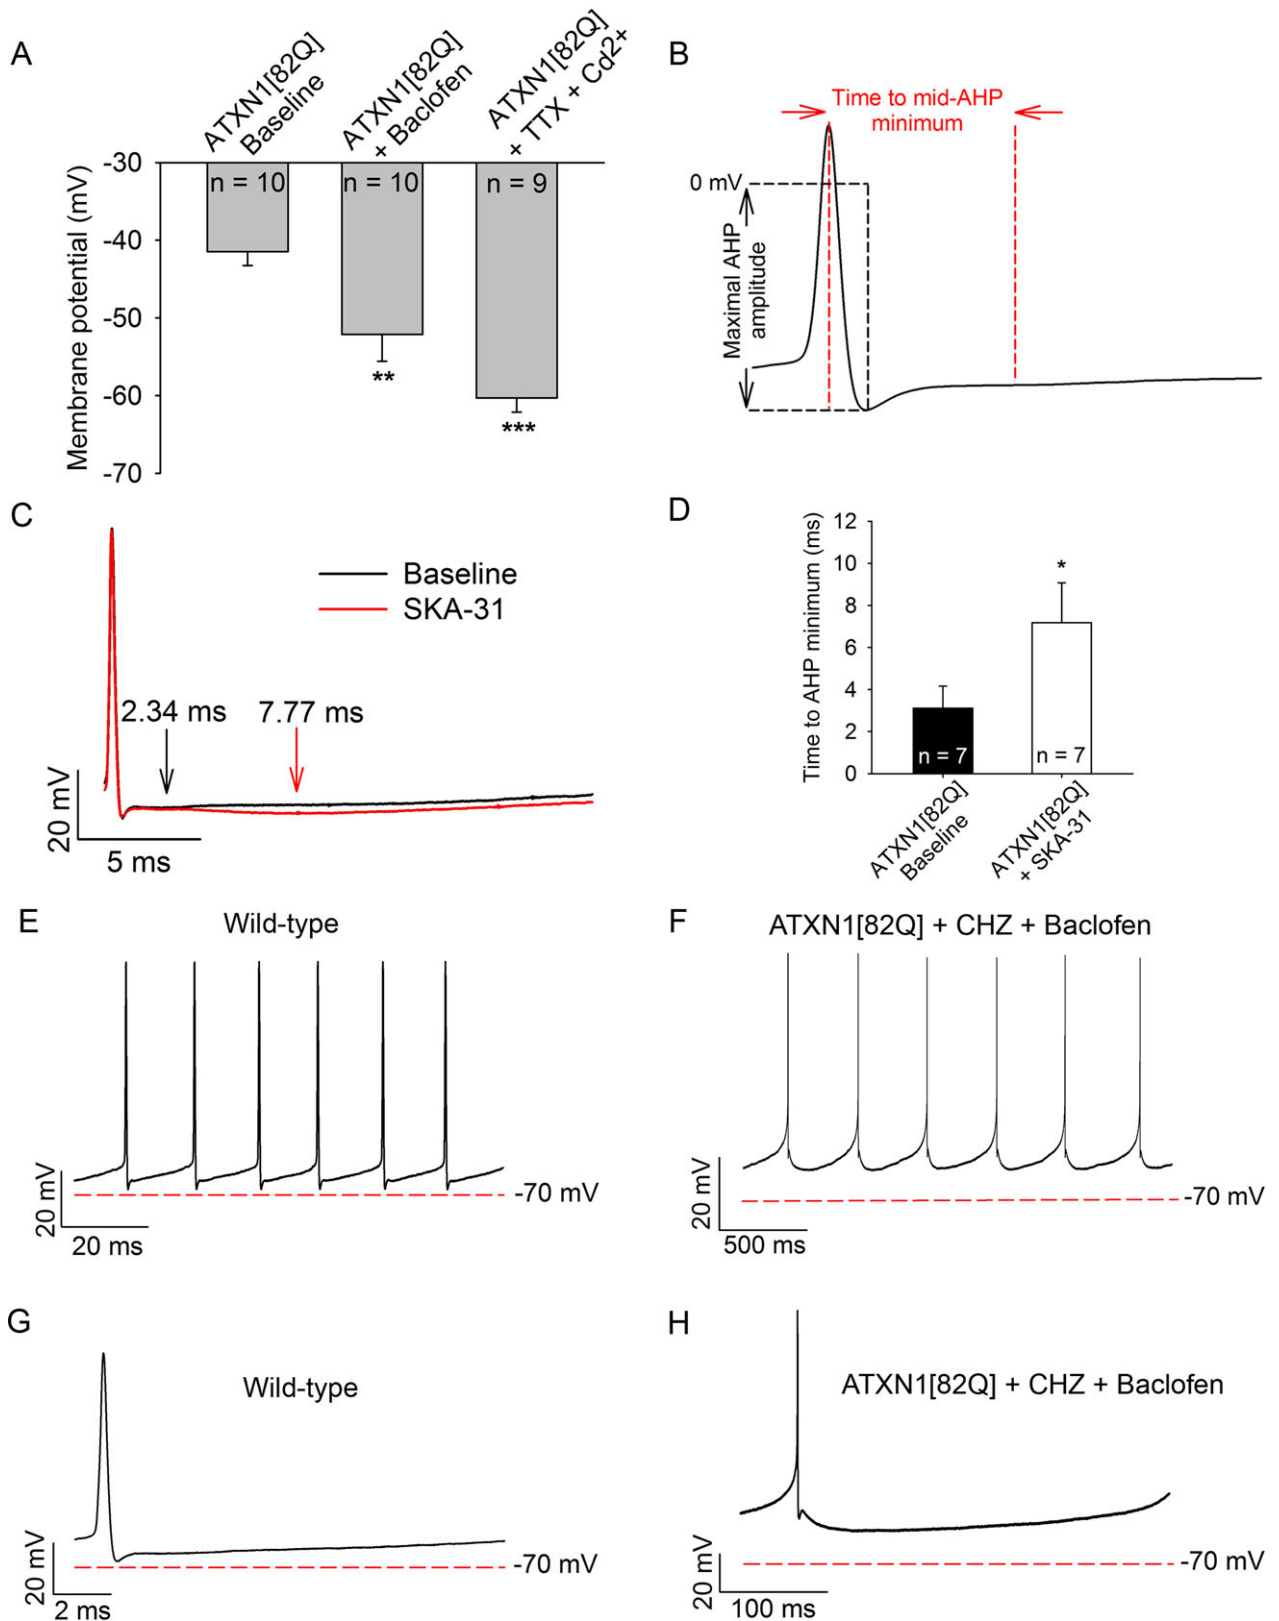 A
ATXN1[82Q]
Baseline
ATXN1[82Q]
+ Baclofen
ATXN1[82Q]
+ TTX + Cd2+
Membrane potential (mV)
-30
-40
-50
-60
-70
n = 10
n = 10
n = 9
**
***
B
Time to mid-AHP
minimum
0 mV
Maximal AHP
amplitude
C
Baseline
SKA-31
2.34 ms
7.77 ms
20 mV
5 ms
D
Time to AHP minimum (ms)
12
10
8
6
4
2
0
*
n = 7
n = 7
ATXN1[82Q]
Baseline
ATXN1[82Q]
+ SKA-31
E
Wild-type
20 mV
-70 mV
20 ms
F
ATXN1[82Q] + CHZ + Baclofen
20 mV
-70 mV
500 ms
G
Wild-type
20 mV
-70 mV
2 ms
H
ATXN1[82Q] + CHZ + Baclofen
20 mV
-70 mV
100 ms